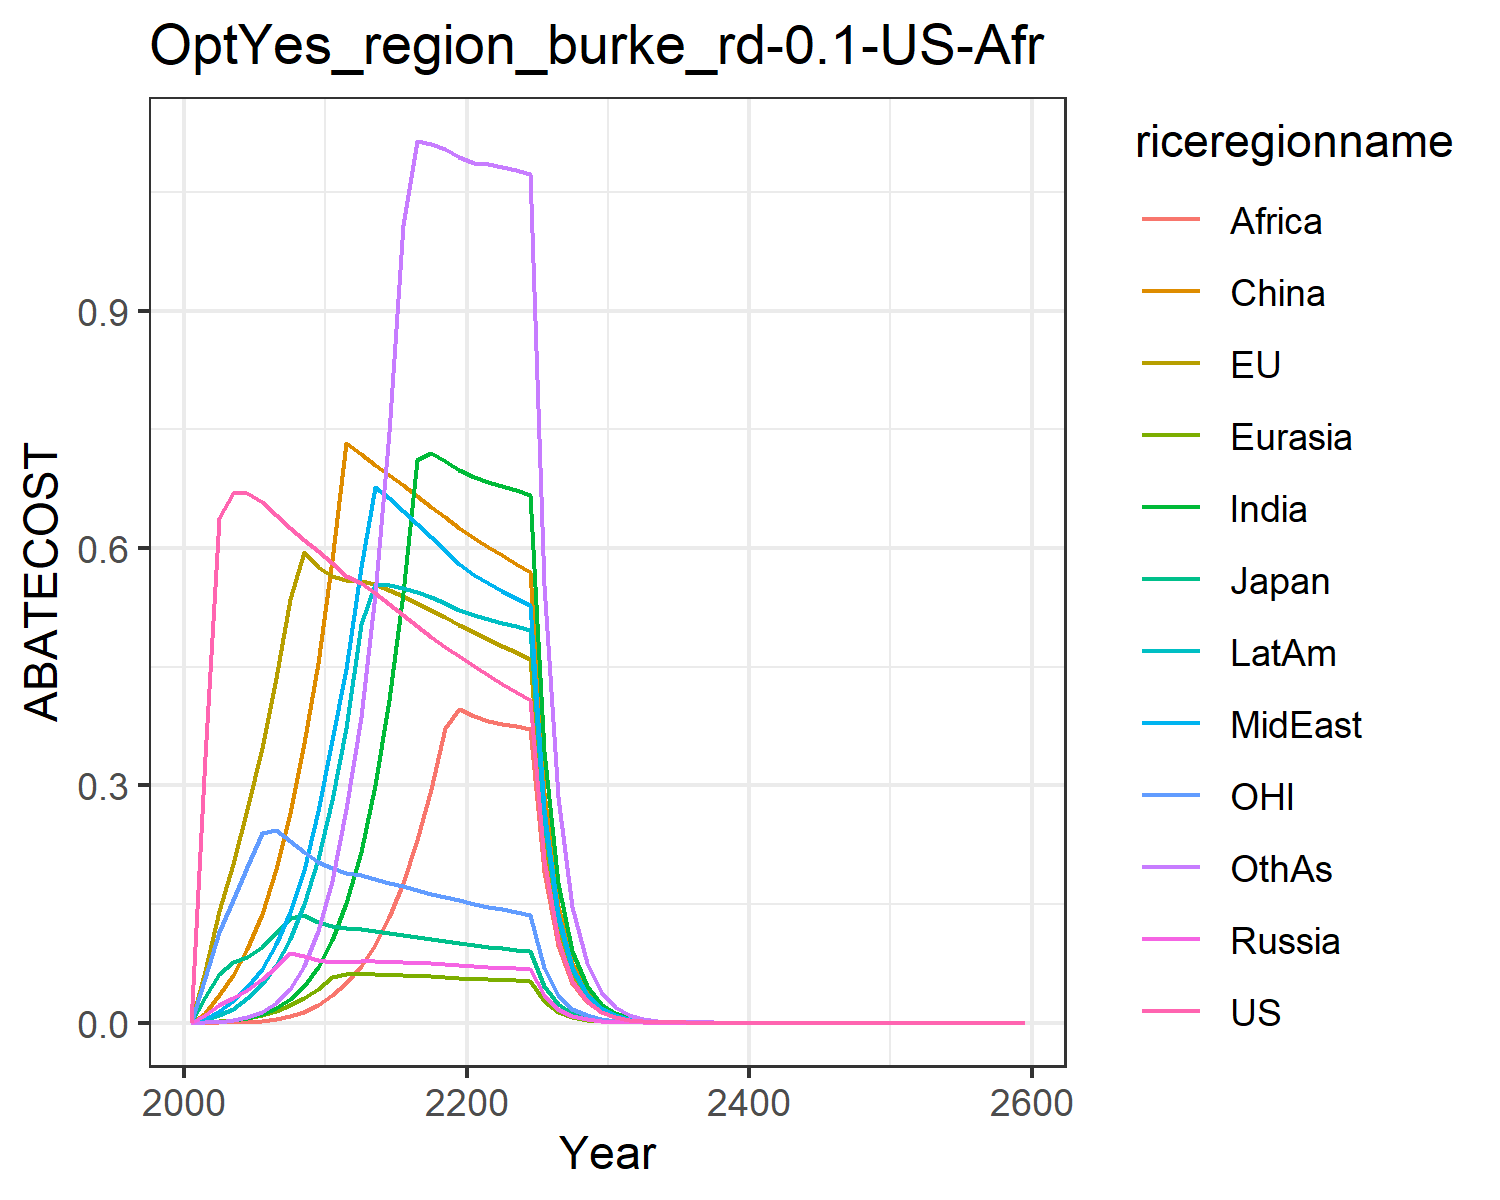 OptYes_region_burke_rd-0.1-US-Afr
ABATECOST
0.9
0.6
0.3
0.0
2000
2200
2400
2600
Year
riceregionname
Africa
China
EU
Eurasia
India
Japan
LatAm
MidEast
OHI
OthAs
Russia
US